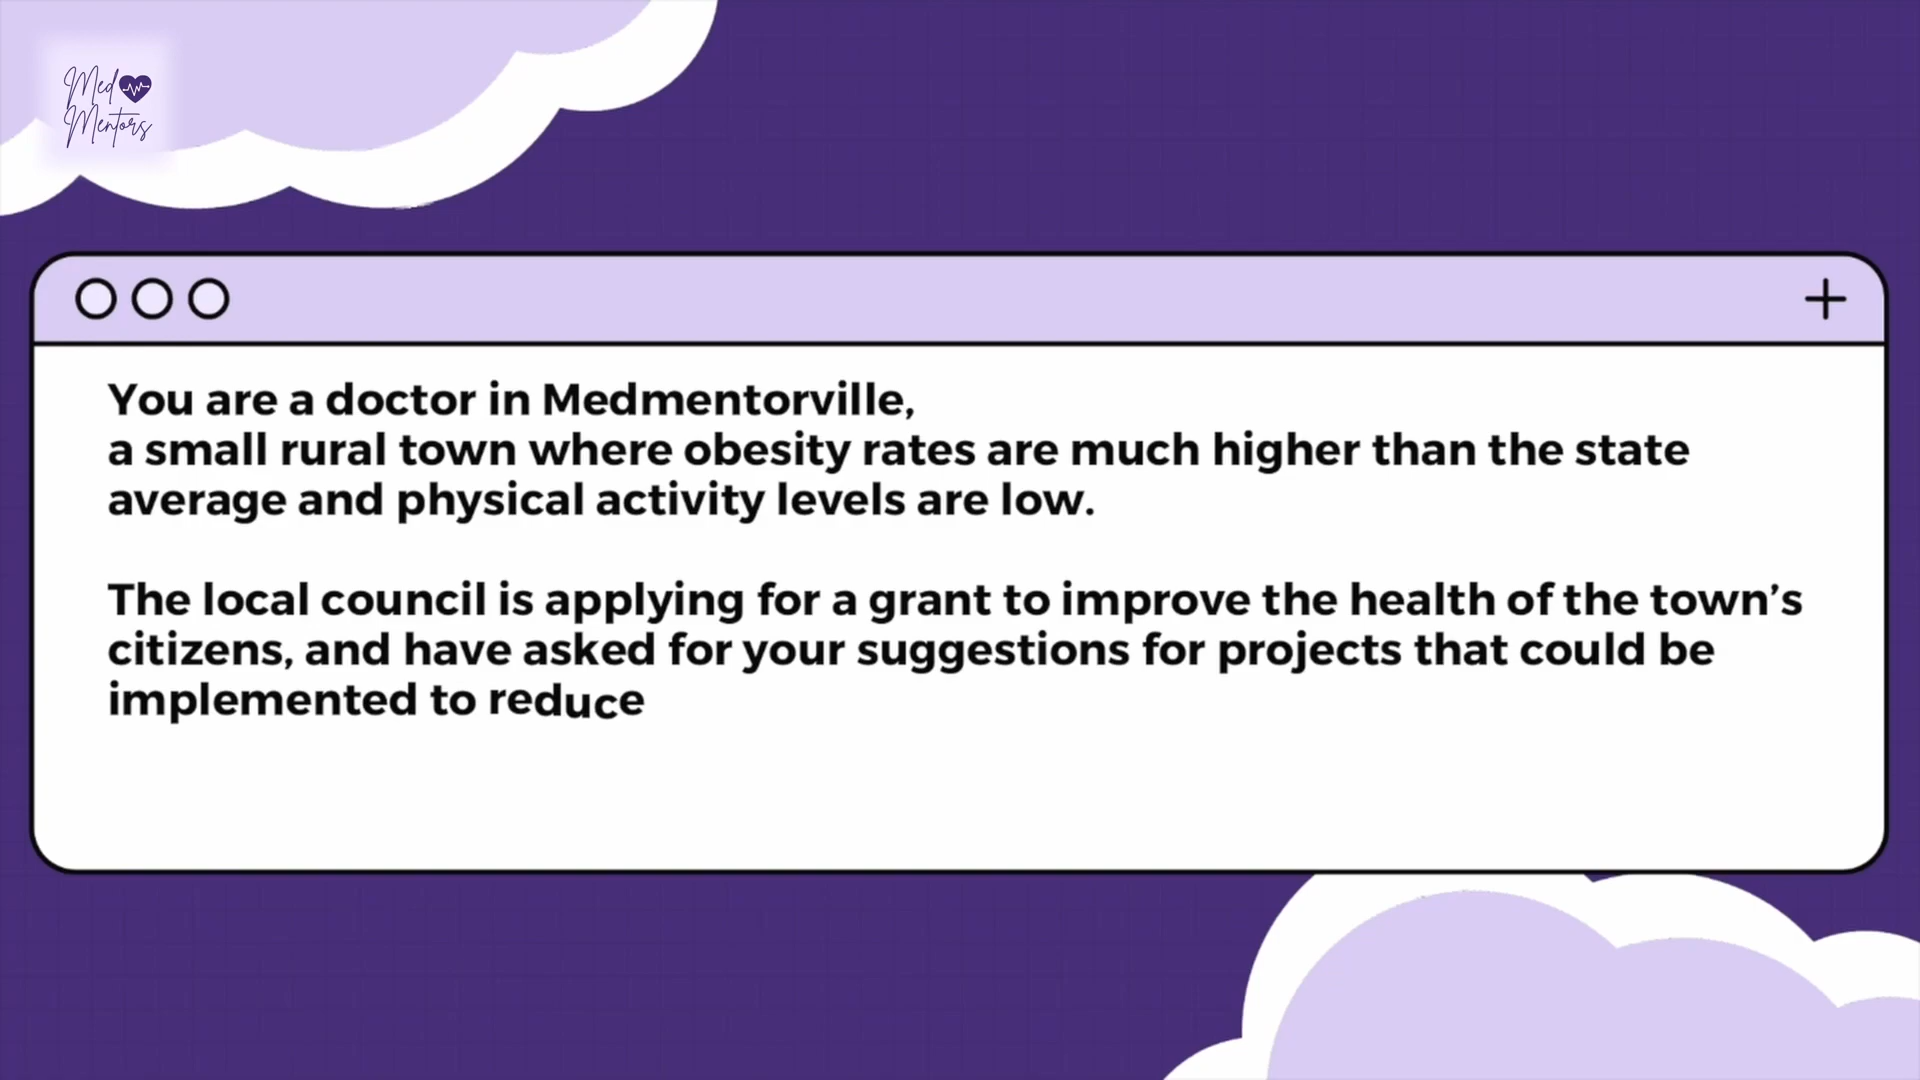 Med
Mentors
You are a doctor in Medmentorville,
a small rural town where obesity rates are much higher than the state
average and physical activity levels are low.
The local council is applying for a grant to improve the health of the town's
citizens, and have asked for your suggestions for projects that could be
implemented to reduce